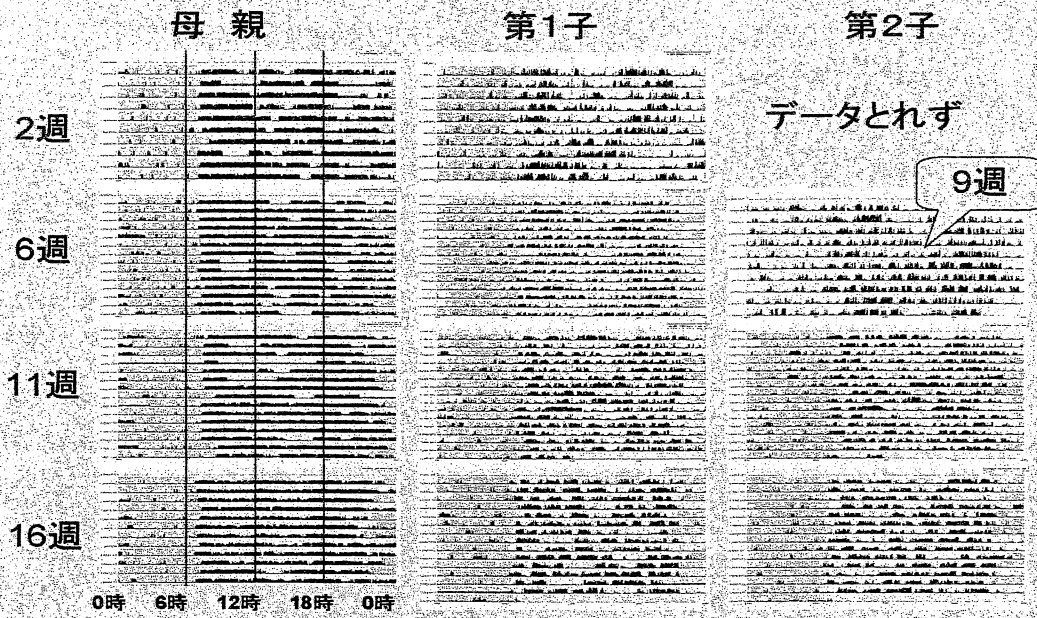 母 親
第1子
第2子
2週
データとれず
9週
6週
11週
16週
0時 6時 12時 18時 0時